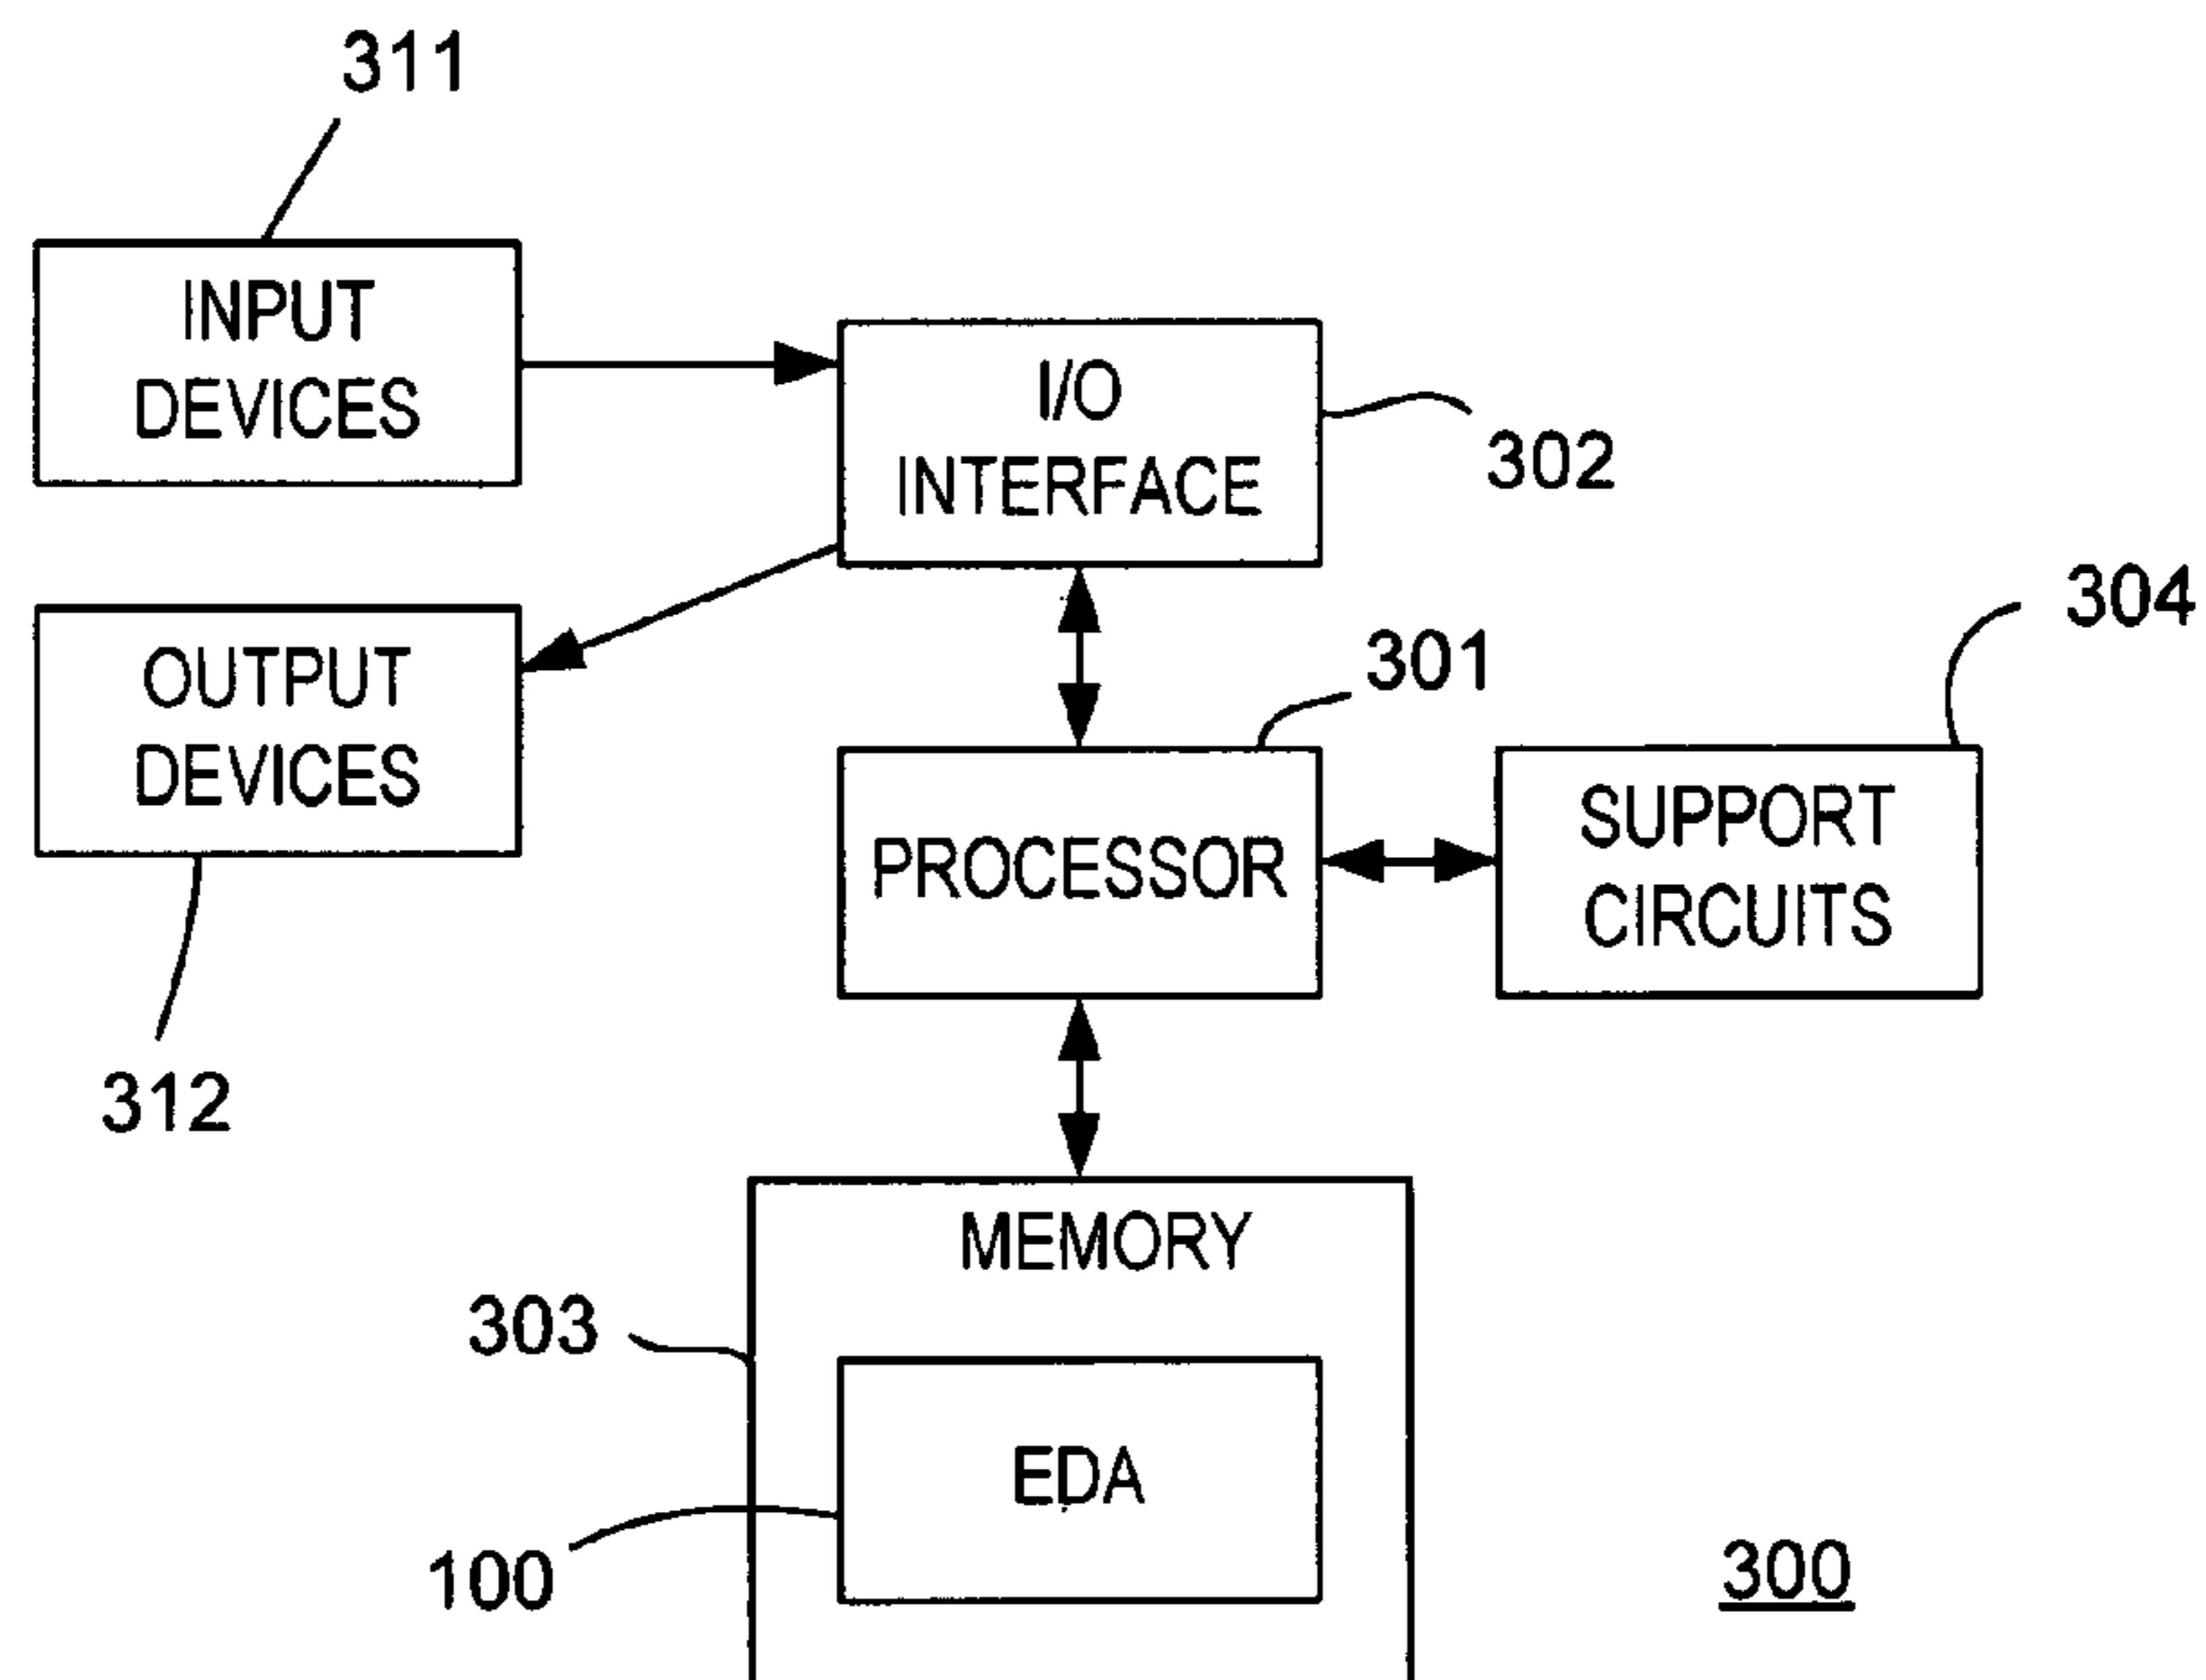 311
INPUT
DEVICES
I/O
INTERFACE
302
304
OUTPUT
DEVICES
301
PROCESSOR
SUPPORT
CIRCUITS
312
MEMORY
303
EDA
100
300